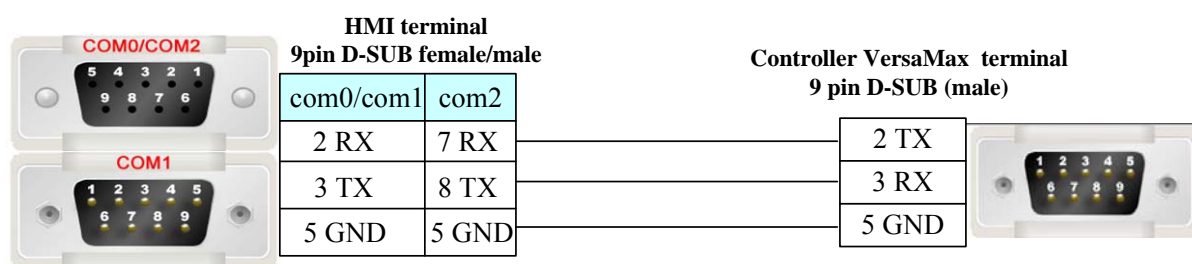 HMI terminal
9pin D-SUB female/male
COM0/COM2
5 4 3 2 1
9 8 7 6
COM1
1 2 3 4 5
6 7 8 9
com0/com1 com2
2 RX 7 RX
3 TX 8 TX
5 GND 5 GND
Controller VersaMax terminal
9 pin D-SUB (male)
2 TX
3 RX
5 GND
1 2 3 4 5
6 7 8 9